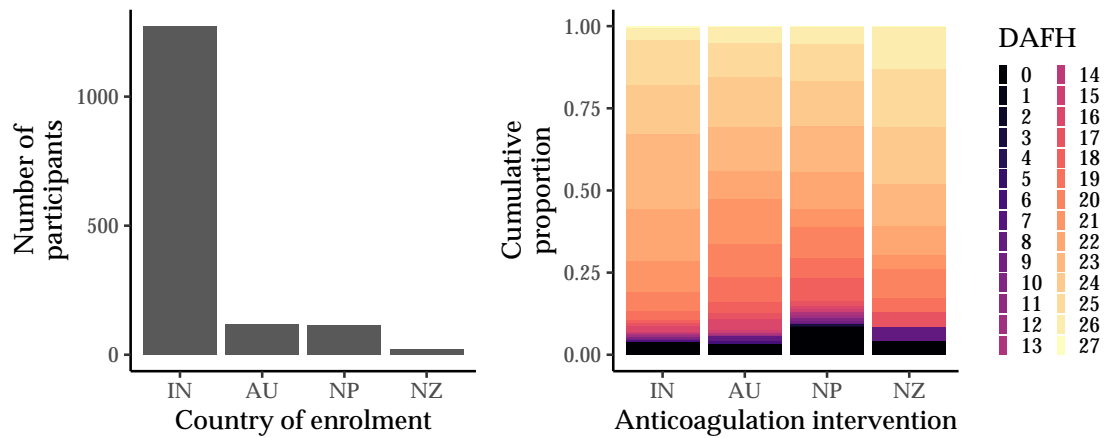 Number of
participants
1000
500
0
IN AU NP NZ
Country of enrolment
Cumulative
proportion
1.00
0.75
0.50
0.25
0.00
IN AU NP NZ
Anticoagulation intervention
DAFH
0 14
1 15
2 16
3 17
4 18
5 19
6 20
7 21
8 22
9 23
10 24
11 25
12 26
13 27